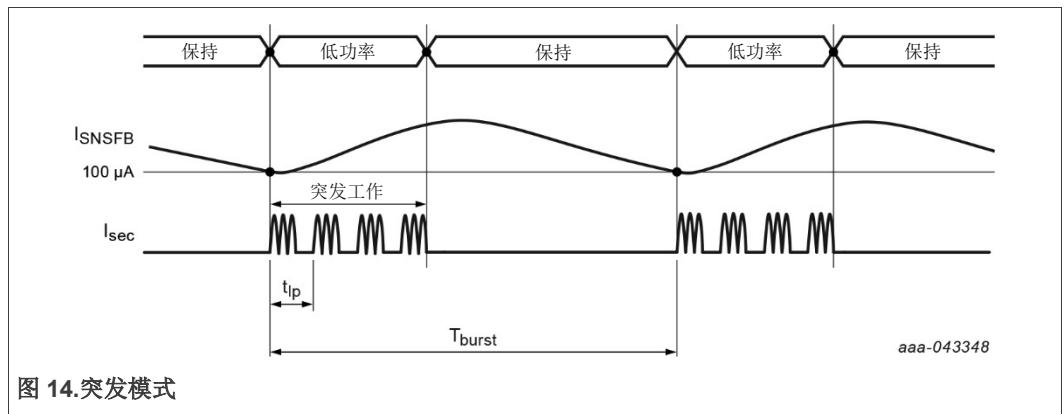 保持 低功率 保持 低功率 保持
ISNSFB
100 μA
突发工作
Isec
tlp
Tburst
aaa-043348
图 14.突发模式